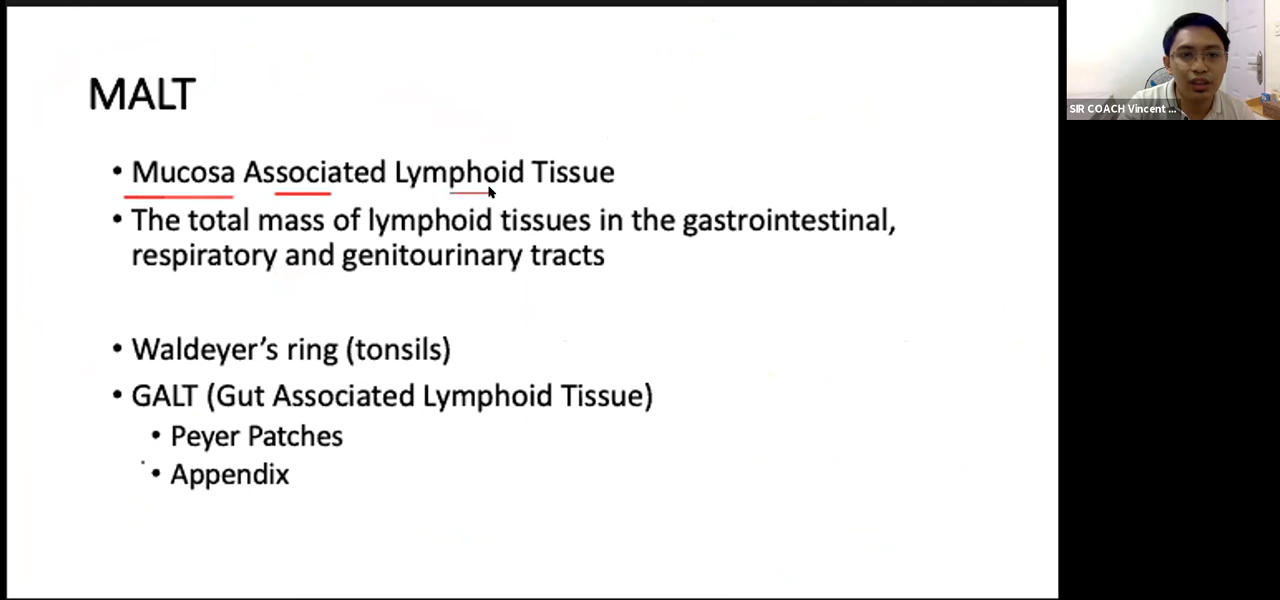 MALT
• Mucosa Associated Lymphoid Tissue
• The total mass of lymphoid tissues in the gastrointestinal,
respiratory and genitourinary tracts
• Waldeyer's ring (tonsils)
• GALT (Gut Associated Lymphoid Tissue)
• Peyer Patches
• Appendix
SIR COACH Vincent ...